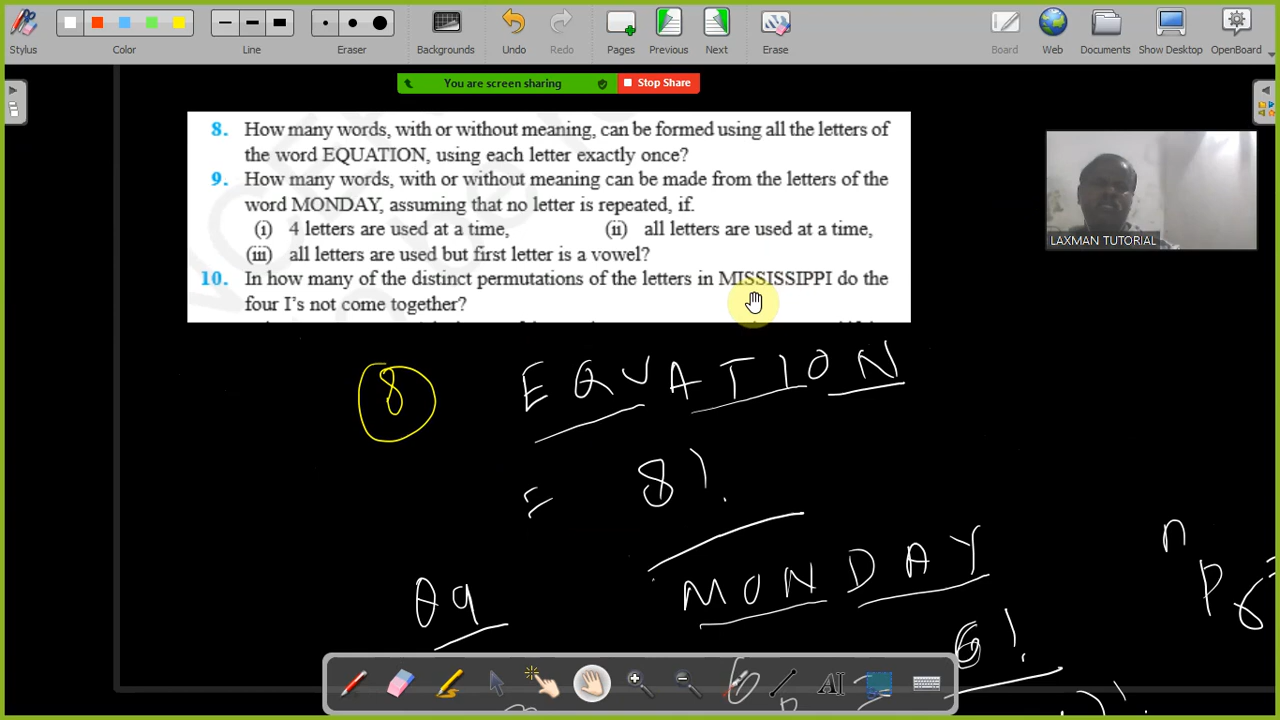 Stylus Color Line Eraser Backgrounds Undo Redo Pages Previous Next Erase Board Web Documents Show Desktop OpenBoard
You are screen sharing Stop Share
8. How many words, with or without meaning, can be formed using all the letters of
the word EQUATION, using each letter exactly once?
9. How many words, with or without meaning can be made from the letters of the
word MONDAY, assuming that no letter is repeated, if.
(i) 4 letters are used at a time, (ii) all letters are used at a time,
(iii) all letters are used but first letter is a vowel?
10. In how many of the distinct permutations of the letters in MISSISSIPPI do the
four I's not come together?
LAXMAN TUTORIAL
8 EQUATION
= 8!
MONDAY
n
P
6!